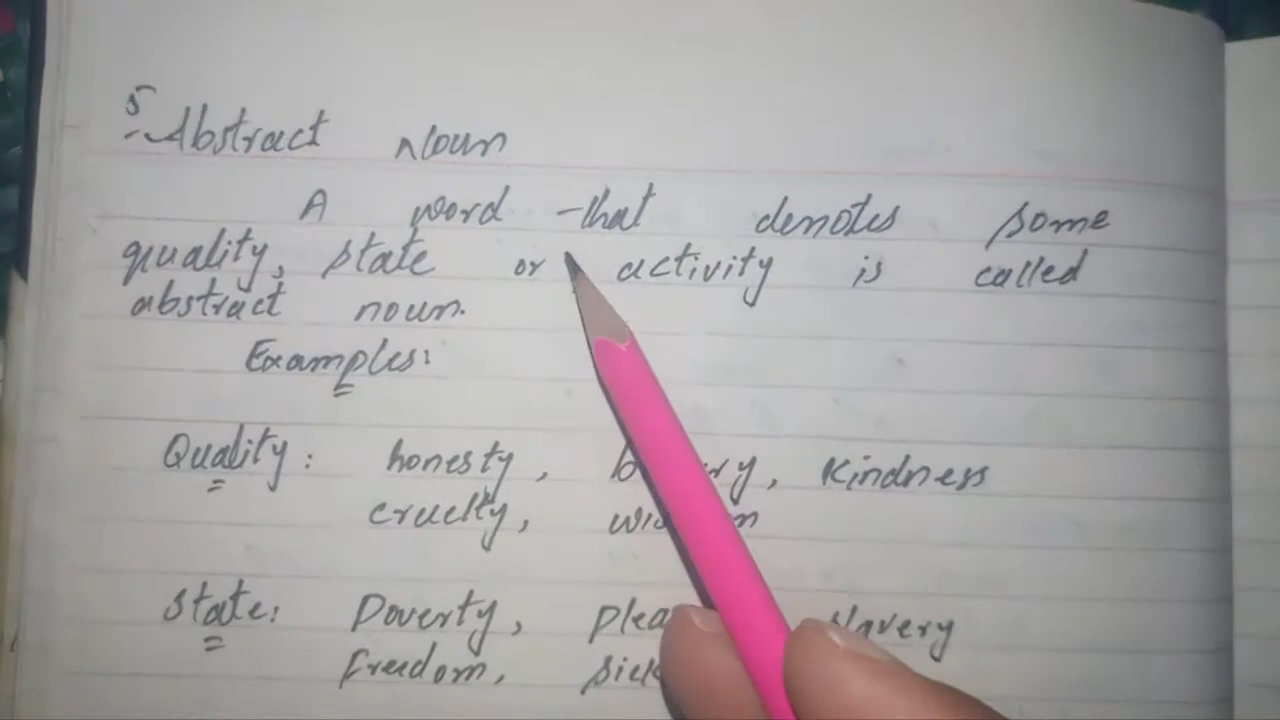 5 Abstract Noun
A word that denotes some
quality, state or activity is called
abstract noun.
Examples:
Quality: honesty, Kindness
cruelty,
State: Poverty, slavery
freedom,